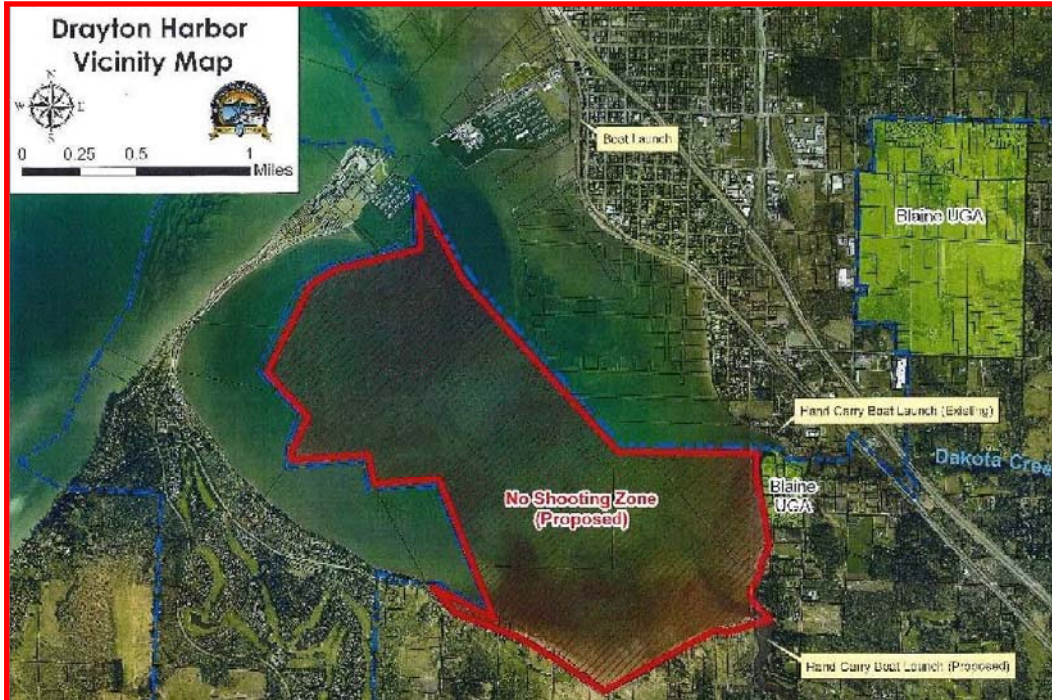 Drayton Harbor
Vicinity Map
N
W
E
S
0 0.25 0.5 1
Miles
Boat Launch
Blaine UGA
Hand Carry Boat Launch (Existing)
Dakota Cree
Blaine
UGA
No Shooting Zone
(Proposed)
Hand Carry Boat Launch (Proposed)